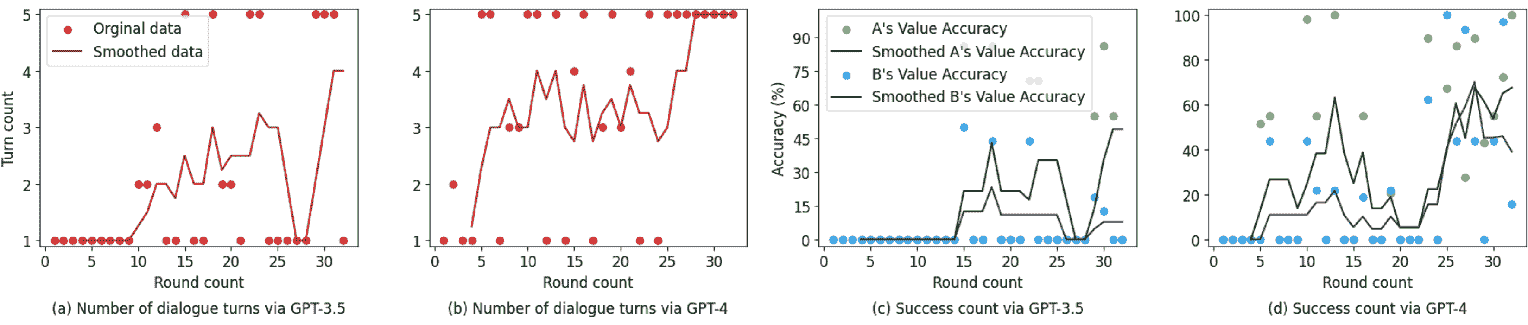 Orginal data
Smoothed data
Turn count
5
4
3
2
1
0 5 10 15 20 25 30
Round count
(a) Number of dialogue turns via GPT-3.5
5
4
3
2
1
0 5 10 15 20 25 30
Round count
(b) Number of dialogue turns via GPT-4
A's Value Accuracy
Smoothed A's Value Accuracy
B's Value Accuracy
Smoothed B's Value Accuracy
Accuracy (%)
90
75
60
45
30
15
0
0 5 10 15 20 25 30
Round count
(c) Success count via GPT-3.5
100
80
60
40
20
0
0 5 10 15 20 25 30
Round count
(d) Success count via GPT-4